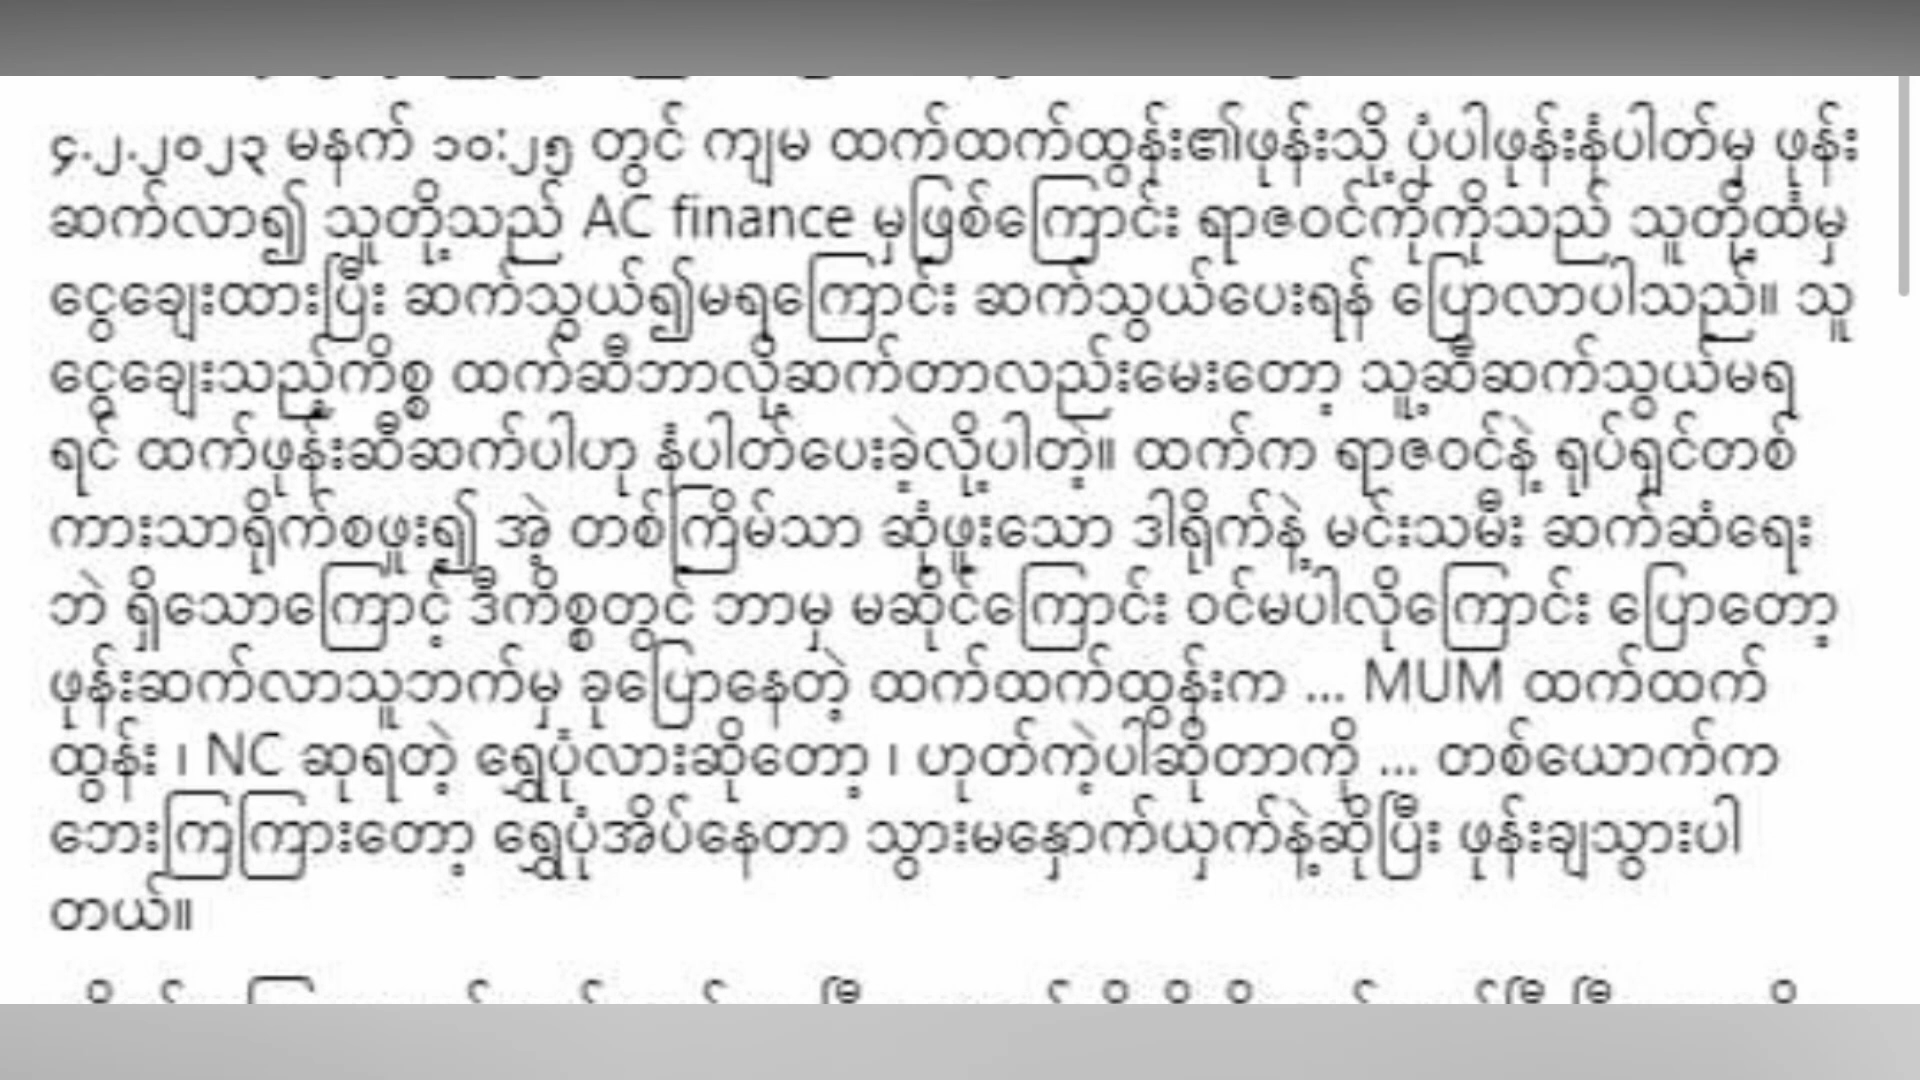 ၄.၂.၂၀၂၃ မနက် ၁၀:၂၅ တွင် ကျမ ထက်ထက်ထွန်း၏ဖုန်းသို့ ပုံပါဖုန်းနံပါတ်မှ ဖုန်း
ဆက်လာ၍ သူတို့သည် AC finance မှဖြစ်ကြောင်း ရာဇဝင်ကိုကိုသည် သူတို့ထံမှ
ငွေချေးထားပြီး ဆက်သွယ်၍မရကြောင်း ဆက်သွယ်ပေးရန် ပြောလာပါသည်။ သူ
ငွေချေးသည့်ကိစ္စ ထက်ဆီဘာလို့ဆက်တာလည်းမေးတော့ သူ့ဆီဆက်သွယ်မရ
ရင် ထက်ဖုန်းဆီဆက်ပါဟု နံပါတ်ပေးခဲ့လို့ပါတဲ့။ ထက်က ရာဇဝင်နဲ့ ရုပ်ရှင်တစ်
ကားသာရိုက်စဖူး၍ အဲ့ တစ်ကြိမ်သာ ဆုံဖူးသော ဒါရိုက်နဲ့ မင်းသမီး ဆက်ဆံရေး
ဘဲ ရှိသောကြောင့် ဒီကိစ္စတွင် ဘာမှ မဆိုင်ကြောင်း ဝင်မပါလိုကြောင်း ပြောတော့
ဖုန်းဆက်လာသူဘက်မှ ခုပြောနေတဲ့ ထက်ထက်ထွန်းက ... MUM ထက်ထက်
ထွန်း ၊ NC ဆုရတဲ့ ရွှေပုံလားဆိုတော့ ၊ ဟုတ်ကဲ့ပါဆိုတာကို ... တစ်ယောက်က
ဘေးကြကြားတော့ ရွှေပုံအိပ်နေတာ သွားမနှောက်ယှက်နဲ့ဆိုပြီး ဖုန်းချသွားပါ
တယ်။